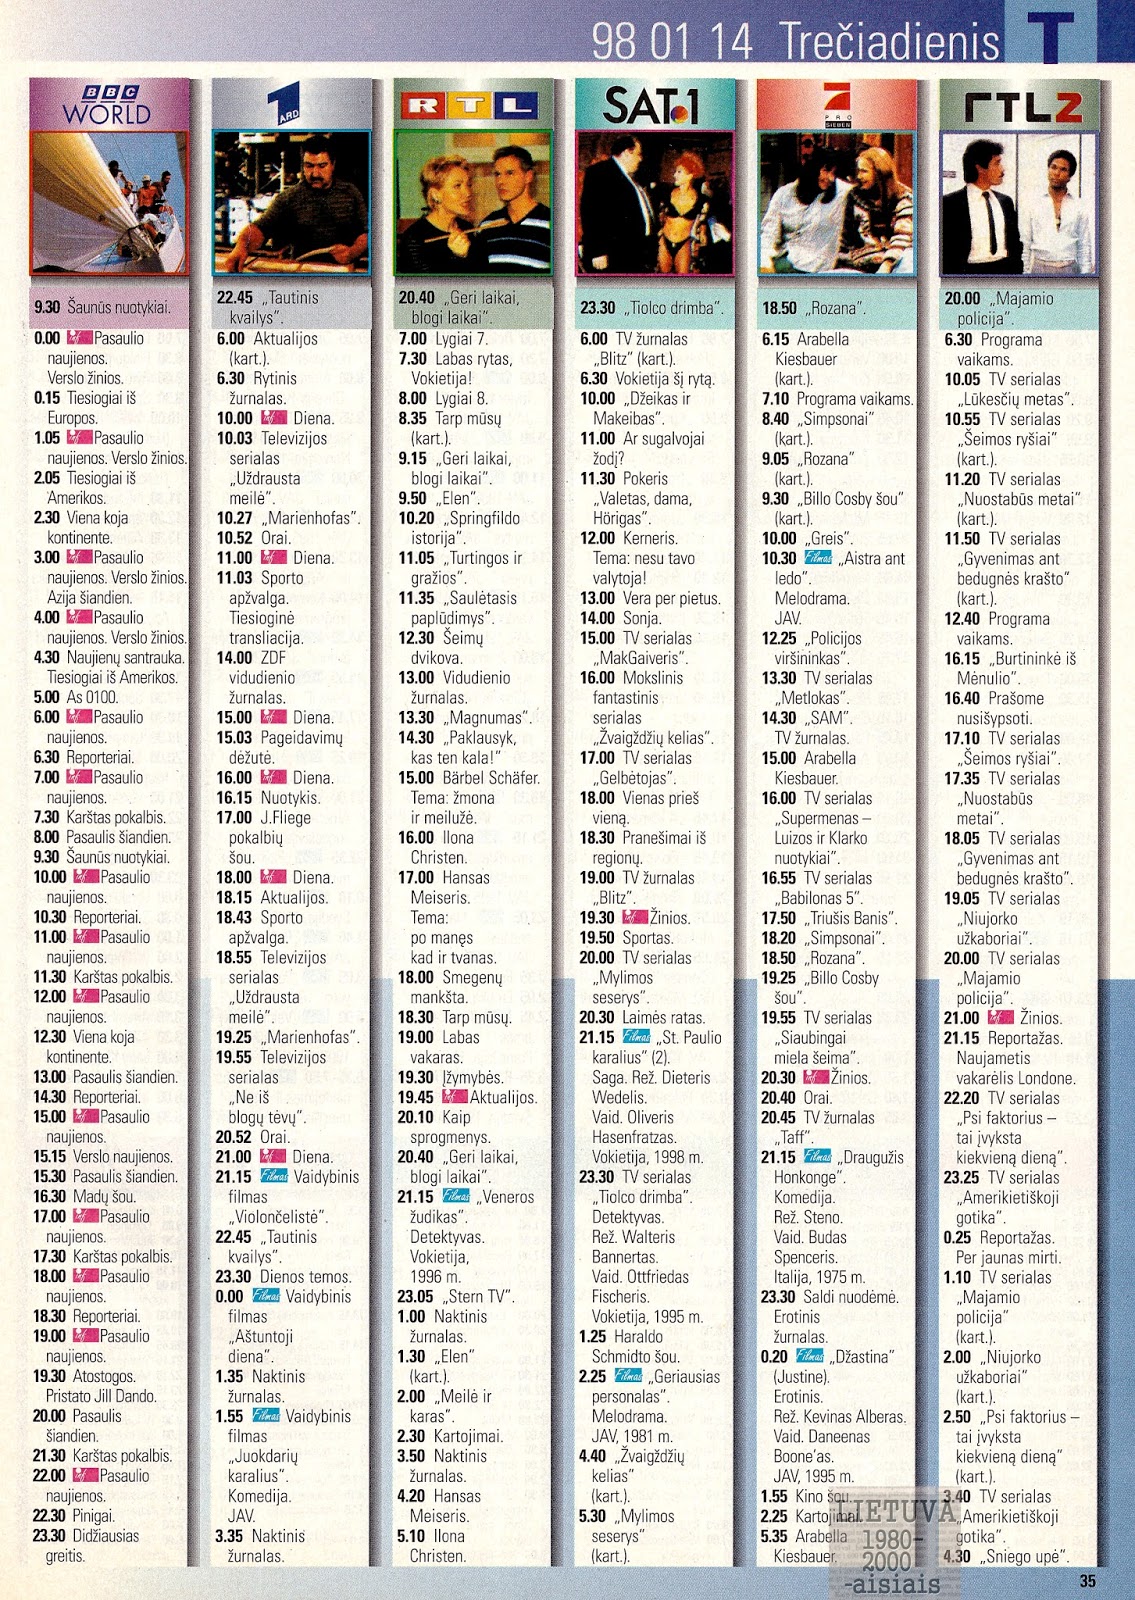 98 01 14 Trečiadienis T
BBC
WORLD
9.30 Šaunūs nuotykiai.
0.00 inf Pasaulio
naujienos.
Verslo žinios.
0.15 Tiesiogiai iš
Europos.
1.05 inf Pasaulio
naujienos. Verslo žinios.
2.05 Tiesiogiai iš
Amerikos.
2.30 Viena koja
kontinente.
3.00 inf Pasaulio
naujienos. Verslo žinios.
Azija šiandien.
4.00 inf Pasaulio
naujienos. Verslo žinios.
4.30 Naujienų santrauka.
Tiesiogiai iš Amerikos.
5.00 As 0100.
6.00 inf Pasaulio
naujienos.
6.30 Reporteriai.
7.00 inf Pasaulio
naujienos.
7.30 Karštas pokalbis.
8.00 Pasaulis šiandien.
9.30 Šaunūs nuotykiai.
10.00 inf Pasaulio
naujienos.
10.30 Reporteriai.
11.00 inf Pasaulio
naujienos.
11.30 Karštas pokalbis.
12.00 inf Pasaulio
naujienos.
12.30 Viena koja
kontinente.
13.00 Pasaulis šiandien.
14.30 Reporteriai.
15.00 inf Pasaulio
naujienos.
15.15 Verslo naujienos.
15.30 Pasaulis šiandien.
16.30 Madų šou.
17.00 inf Pasaulio
naujienos.
17.30 Karštas pokalbis.
18.00 inf Pasaulio
naujienos.
18.30 Reporteriai.
19.00 inf Pasaulio
naujienos.
19.30 Atostogos.
Pristato Jill Dando.
20.00 Pasaulis
šiandien.
21.30 Karštas pokalbis.
22.00 inf Pasaulio
naujienos.
22.30 Pinigai.
23.30 Didžiausias
greitis.
1 ARD
22.45 „Tautinis
kvailys“.
6.00 Aktualijos
(kart.).
6.30 Rytinis
žurnalas.
10.00 inf Diena.
10.03 Televizijos
serialas
„Uždrausta
meilė“.
10.27 „Marienhofas“.
10.52 Orai.
11.00 inf Diena.
11.03 Sporto
apžvalga.
Tiesioginė
transliacija.
14.00 ZDF
vidudienio
žurnalas.
15.00 inf Diena.
15.03 Pageidavimų
dėžutė.
16.00 inf Diena.
16.15 Nuotykis.
17.00 J.Fliege
pokalbių
šou.
18.00 inf Diena.
18.15 Aktualijos.
18.43 Sporto
apžvalga.
18.55 Televizijos
serialas
„Uždrausta
meilė“.
19.25 „Marienhofas“.
19.55 Televizijos
serialas
„Ne iš
blogų tėvų“.
20.52 Orai.
21.00 inf Diena.
21.15 Filmas Vaidybinis
filmas
„Violončelistė“.
22.45 „Tautinis
kvailys“.
23.30 Dienos temos.
0.00 Filmas Vaidybinis
filmas
„Aštuntoji
diena“.
1.35 Naktinis
žurnalas.
1.55 Filmas Vaidybinis
filmas
„Juokdarių
karalius“.
Komedija.
JAV.
3.35 Naktinis
žurnalas.
RTL
20.40 „Geri laikai,
blogi laikai“.
7.00 Lygiai 7.
7.30 Labas rytas,
Vokietija!
8.00 Lygiai 8.
8.35 Tarp mūsų
(kart.).
9.15 „Geri laikai,
blogi laikai“.
9.50 „Elen“.
10.20 „Springfildo
istorija“.
11.05 „Turtingos ir
gražios“.
11.35 „Saulėtasis
paplūdimys“.
12.30 Šeimų
dvikova.
13.00 Vidudienio
žurnalas.
13.30 „Magnumas“.
14.30 „Paklausyk,
kas ten kala!“
15.00 Bärbel Schäfer.
Tema: žmona
ir meilužė.
16.00 Ilona
Christen.
17.00 Hansas
Meiseris.
Tema:
po manęs
kad ir tvanas.
18.00 Smegenų
mankšta.
18.30 Tarp mūsų.
19.00 Labas
vakaras.
19.30 Įžymybės.
19.45 inf Aktualijos.
20.10 Kaip
sprogmenys.
20.40 „Geri laikai,
blogi laikai“.
21.15 Filmas „Veneros
žudikas“.
Detektyvas.
Vokietija,
1996 m.
23.05 „Stern TV“.
1.00 Naktinis
žurnalas.
1.30 „Elen“
(kart.).
2.00 „Meilė ir
karas“.
2.30 Kartojimai.
3.50 Naktinis
žurnalas.
4.20 Hansas
Meiseris.
5.10 Ilona
Christen.
SAT.1
23.30 „Tiolco drimba“.
6.00 TV žurnalas
„Blitz“ (kart.).
6.30 Vokietija šį rytą.
10.00 „Džeikas ir
Makeibas“.
11.00 Ar sugalvojai
žodį?
11.30 Pokeris
„Valetas, dama,
Hörigas“.
12.00 Kerneris.
Tema: nesu tavo
valytoja!
13.00 Vera per pietus.
14.00 Sonja.
15.00 TV serialas
„MakGaiveris“.
16.00 Mokslinis
fantastinis
serialas
„Žvaigždžių kelias“.
17.00 TV serialas
„Gelbėtojas“.
18.00 Vienas prieš
vieną.
18.30 Pranešimai iš
regionų.
19.00 TV žurnalas
„Blitz“.
19.30 inf Žinios.
19.50 Sportas.
20.00 TV serialas
„Mylimos
seserys“.
20.30 Laimės ratas.
21.15 Filmas „St. Paulio
karalius“ (2).
Saga. Rež. Dieteris
Wedelis.
Vaid. Oliveris
Hasenfratzas.
Vokietija, 1998 m.
23.30 TV serialas
„Tiolco drimba“.
Detektyvas.
Rež. Walteris
Bannertas.
Vaid. Ottfriedas
Fischeris.
Vokietija, 1995 m.
1.25 Haraldo
Schmidto šou.
2.25 Filmas „Geriausias
personalas“.
Melodrama.
JAV, 1981 m.
4.40 „Žvaigždžių
kelias“
(kart.).
5.30 „Mylimos
seserys“
(kart.).
PRO
SIEBEN
18.50 „Rozana“.
6.15 Arabella
Kiesbauer
(kart.).
7.10 Programa vaikams.
8.40 „Simpsonai“
(kart.).
9.05 „Rozana“
(kart.).
9.30 „Billo Cosby šou“
(kart.).
10.00 „Greis“.
10.30 Filmas „Aistra ant
ledo“.
Melodrama.
JAV.
12.25 „Policijos
viršininkas“.
13.30 TV serialas
„Metlokas“.
14.30 „SAM“.
TV žurnalas.
15.00 Arabella
Kiesbauer.
16.00 TV serialas
„Supermenas –
Luizos ir Klarko
nuotykiai“.
16.55 TV serialas
„Babilonas 5“.
17.50 „Triušis Banis“.
18.20 „Simpsonai“.
18.50 „Rozana“.
19.25 „Billo Cosby
šou“.
19.55 TV serialas
„Siaubingai
miela šeima“.
20.30 inf Žinios.
20.40 Orai.
20.45 TV žurnalas
„Taff“.
21.15 Filmas „Draugužis
Honkonge“.
Komedija.
Rež. Steno.
Vaid. Budas
Spenceris.
Italija, 1975 m.
23.30 Saldi nuodėmė.
Erotinis
žurnalas.
0.20 Filmas „Džastina“
(Justine).
Erotinis.
Rež. Kevinas Alberas.
Vaid. Daneenas
Boone'as.
JAV, 1995 m.
1.55 Kino šou.
2.25 Kartojimai.
5.35 Arabella
Kiesbauer.
RTL2
20.00 „Majamio
policija“.
6.30 Programa
vaikams.
10.05 TV serialas
„Lūkesčių metas“.
10.55 TV serialas
„Šeimos ryšiai“
(kart.).
11.20 TV serialas
„Nuostabūs metai“
(kart.).
11.50 TV serialas
„Gyvenimas ant
bedugnės krašto“
(kart.).
12.40 Programa
vaikams.
16.15 „Burtininkė iš
Mėnulio“.
16.40 Prašome
nusišypsoti.
17.10 TV serialas
„Šeimos ryšiai“.
17.35 TV serialas
„Nuostabūs
metai“.
18.05 TV serialas
„Gyvenimas ant
bedugnės krašto“.
19.05 TV serialas
„Niujorko
užkaboriai“.
20.00 TV serialas
„Majamio
policija“.
21.00 inf Žinios.
21.15 Reportažas.
Naujametis
vakarėlis Londone.
22.20 TV serialas
„Psi faktorius –
tai įvyksta
kiekvieną dieną“.
23.25 TV serialas
„Amerikietiškoji
gotika“.
0.25 Reportažas.
Per jaunas mirti.
1.10 TV serialas
„Majamio
policija“
(kart.).
2.00 „Niujorko
užkaboriai“
(kart.).
2.50 „Psi faktorius –
tai įvyksta
kiekvieną dieną“
(kart.).
3.40 TV serialas
„Amerikietiškoji
gotika“.
4.30 „Sniego upė“.
LIETUVA
1980-
2000
-aisiais
35